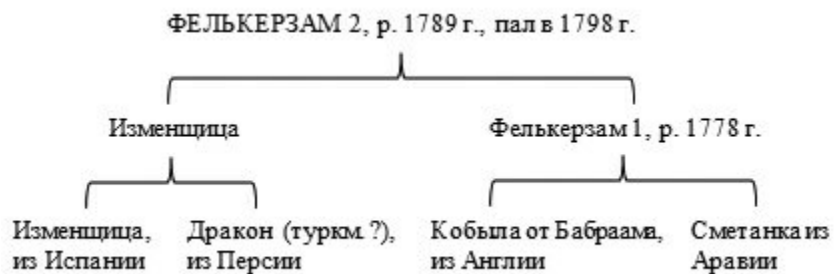 ФЕЛЬКЕРЗАМ 2, р. 1789 г., пал в 1798 г.
Изменщица Фелькерзам 1, р. 1778 г.
Изменщица, Дракон (туркм. ?), Кобыла от Бабраама, Сметанка из
из Испании из Персии из Англии Аравии